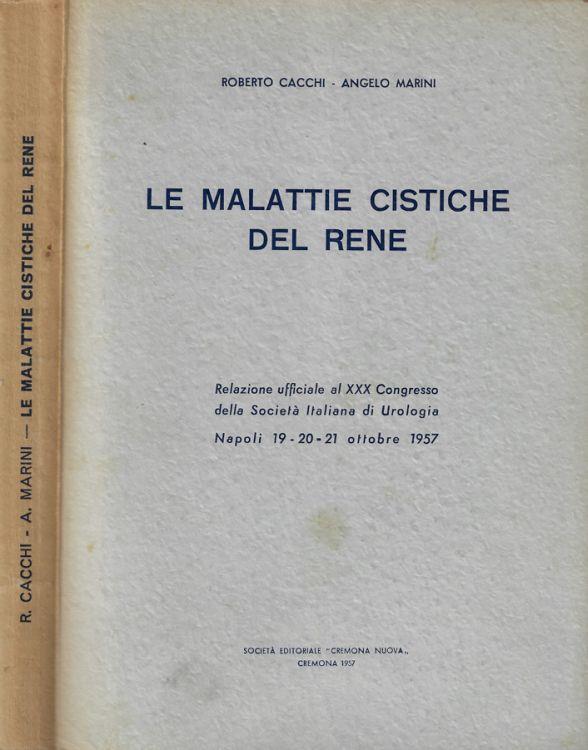 R. CACCHI - A. MARINI — LE MALATTIE CISTICHE DEL RENE
ROBERTO CACCHI - ANGELO MARINI
LE MALATTIE CISTICHE
DEL RENE
Relazione ufficiale al XXX Congresso
della Società Italiana di Urologia
Napoli 19 - 20 - 21 ottobre 1957
SOCIETÀ EDITORIALE "CREMONA NUOVA„
CREMONA 1957